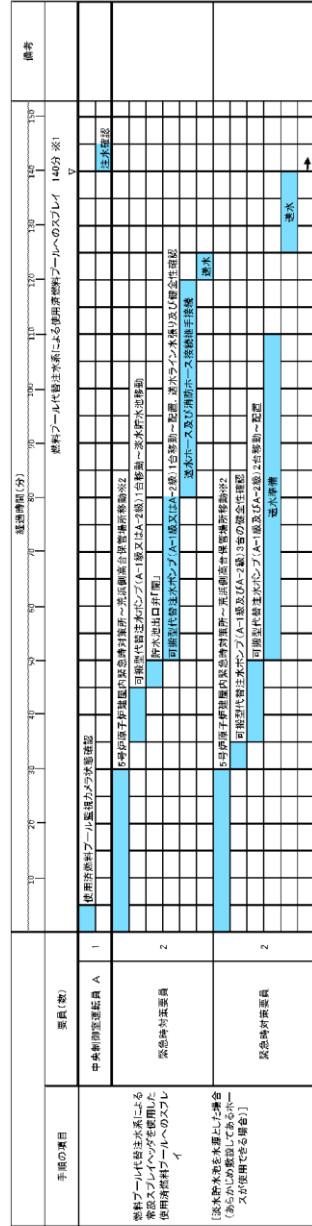 手順の項目
要員(数)
経過時間(分)
備考
10 20 30 40 50 60 70 80 90 100 110 120 130 140 150
燃料プール代替注水系による使用済燃料プールへのスプレイ 140分 ※1
▽
燃料プール代替注水系による
常設スプレイヘッダを使用した
使用済燃料プールへのスプレ
イ
[淡水貯水池を水源とした場合
(あらかじめ敷設してあるホー
スが使用できる場合)]
中央制御室運転員 A
1
使用済燃料プール監視カメラ状態確認
注水確認
緊急時対策要員
2
5号炉原子炉建屋内緊急時対策所~荒浜側高台保管場所移動※2
可搬型代替注水ポンプ(A-1級又はA-2級)1台移動~淡水貯水池移動
貯水池出口弁「開」
可搬型代替注水ポンプ(A-1級又はA-2級)1台移動~配置、送水ライン水張り及び健全性確認
送水ホース及び消防ホース接続継手接続
送水
緊急時対策要員
2
5号炉原子炉建屋内緊急時対策所~荒浜側高台保管場所移動※2
可搬型代替注水ポンプ(A-1級及びA-2級)3台の健全性確認
可搬型代替注水ポンプ(A-1級及びA-2級)2台移動~配置
送水準備
送水